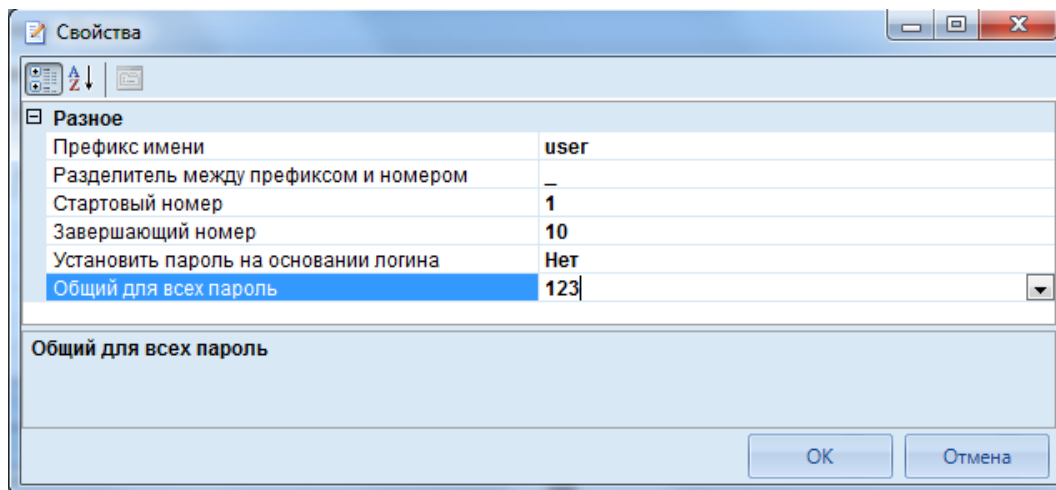 Свойства
Разное
Префикс имени user
Разделитель между префиксом и номером _
Стартовый номер 1
Завершающий номер 10
Установить пароль на основании логина Нет
Общий для всех пароль 123
Общий для всех пароль
ОК Отмена